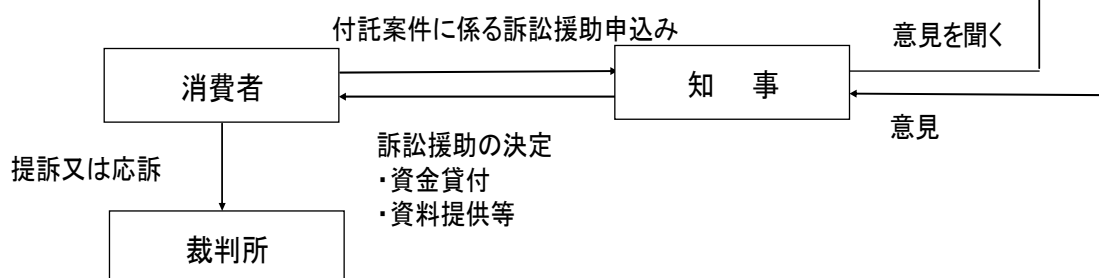 付託案件に係る訴訟援助申込み
意見を聞く
消費者
知　事
意見
訴訟援助の決定
・資金貸付
・資料提供等
提訴又は応訴
裁判所